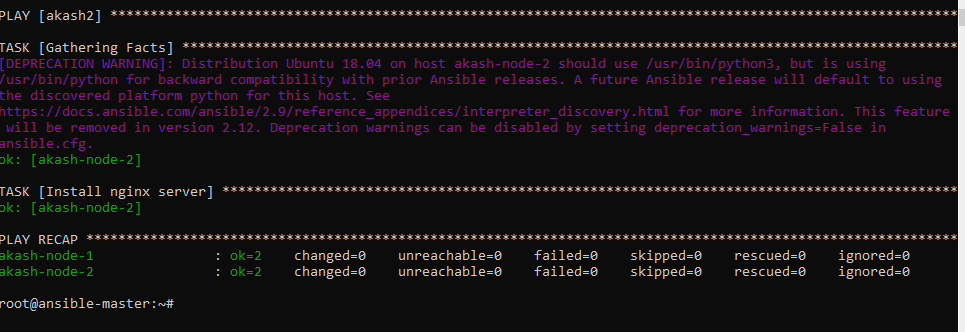 PLAY [akash2] **********************************************************************************************************
TASK [Gathering Facts] *************************************************************************************************
[DEPRECATION WARNING]: Distribution Ubuntu 18.04 on host akash-node-2 should use /usr/bin/python3, but is using
/usr/bin/python for backward compatibility with prior Ansible releases. A future Ansible release will default to using
the discovered platform python for this host. See
https://docs.ansible.com/ansible/2.9/reference_appendices/interpreter_discovery.html for more information. This feature
will be removed in version 2.12. Deprecation warnings can be disabled by setting deprecation_warnings=False in
ansible.cfg.
ok: [akash-node-2]
TASK [Install nginx server] ********************************************************************************************
ok: [akash-node-2]
PLAY RECAP *************************************************************************************************************
akash-node-1 : ok=2 changed=0 unreachable=0 failed=0 skipped=0 rescued=0 ignored=0
akash-node-2 : ok=2 changed=0 unreachable=0 failed=0 skipped=0 rescued=0 ignored=0
root@ansible-master:~#